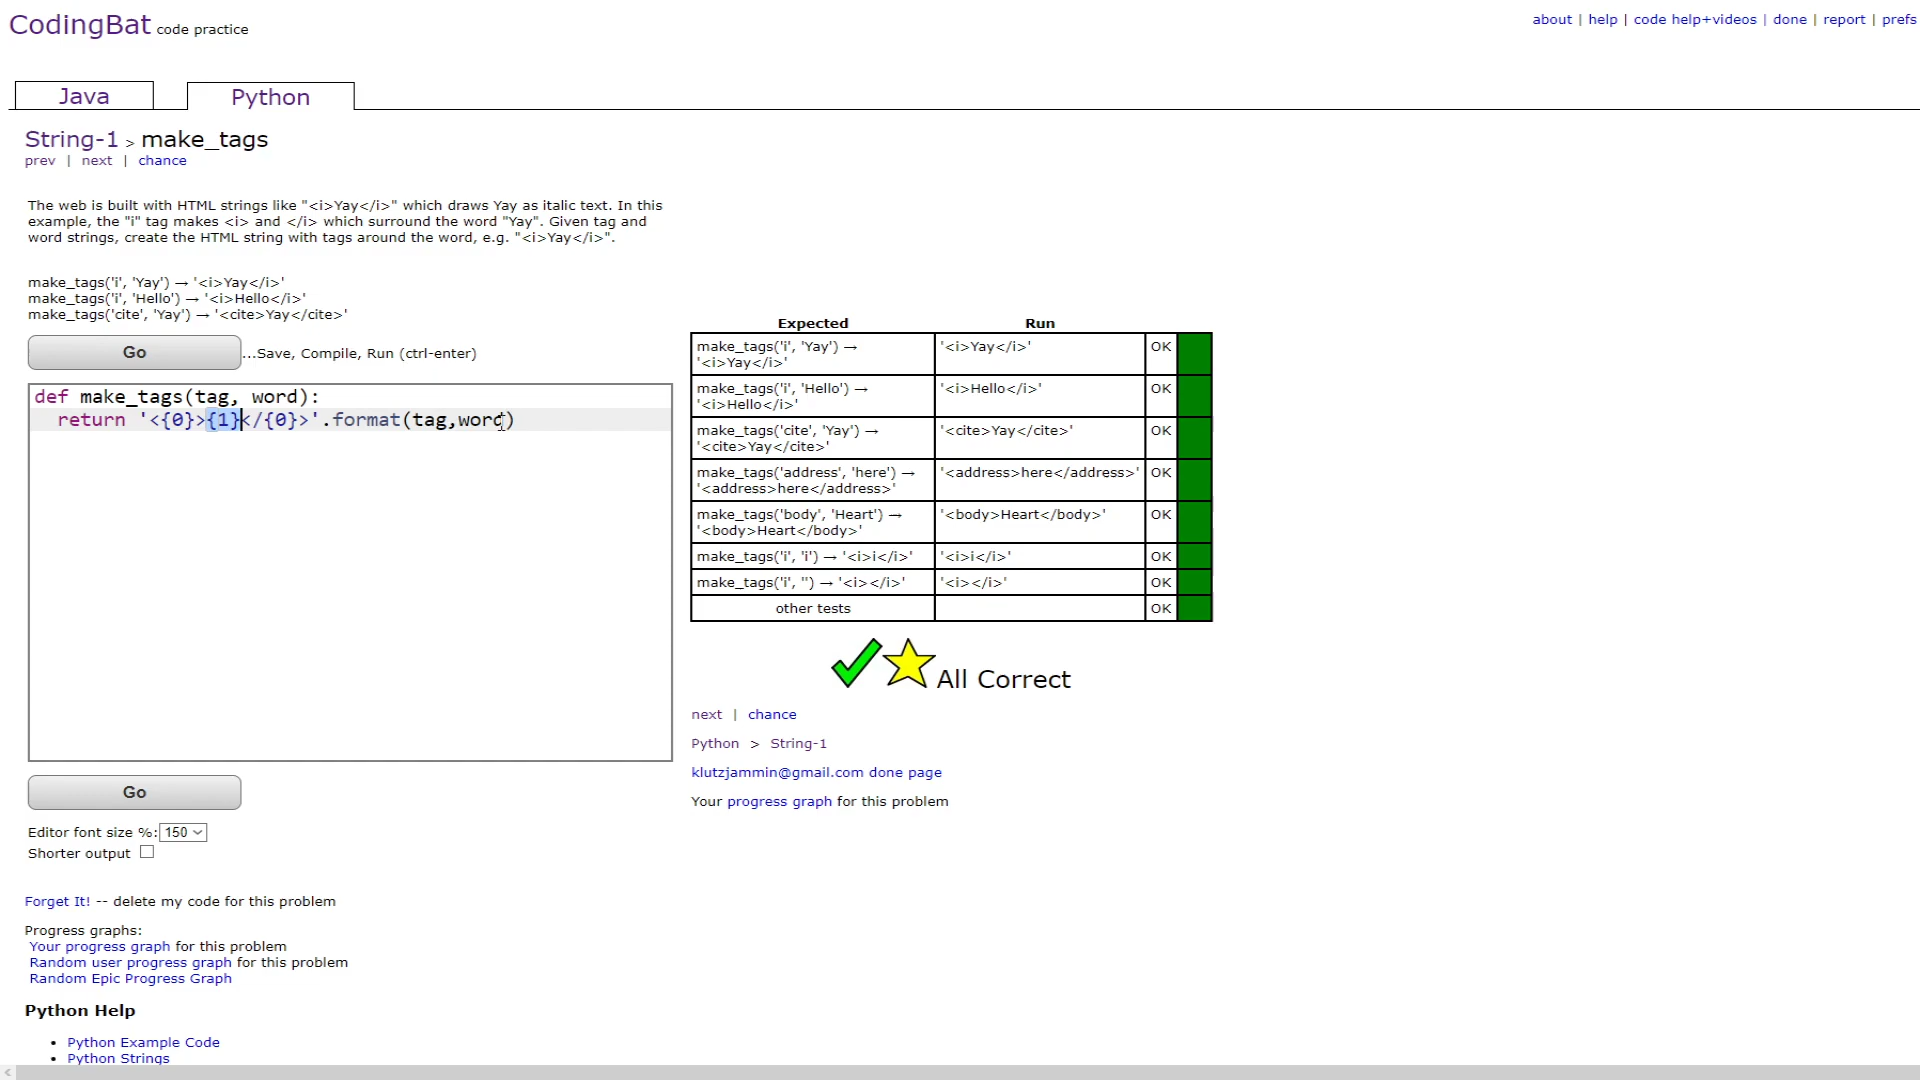 CodingBat code practice
about | help | code help+videos | done | report | prefs
Java
Python
String-1 > make_tags
prev | next | chance
The web is built with HTML strings like "<i>Yay</i>" which draws Yay as italic text. In this
example, the "i" tag makes <i> and </i> which surround the word "Yay". Given tag and
word strings, create the HTML string with tags around the word, e.g. "<i>Yay</i>".
make_tags('i', 'Yay') → '<i>Yay</i>'
make_tags('i', 'Hello') → '<i>Hello</i>'
make_tags('cite', 'Yay') → '<cite>Yay</cite>'
Go
...Save, Compile, Run (ctrl-enter)
def make_tags(tag, word):
return '<{0}>{1}</{0}>'.format(tag,word)
Go
Editor font size %: 150
Shorter output
Forget It! -- delete my code for this problem
Progress graphs:
Your progress graph for this problem
Random user progress graph for this problem
Random Epic Progress Graph
Python Help
• Python Example Code
• Python Strings
Expected Run
make_tags('i', 'Yay') → '<i>Yay</i>' OK
'<i>Yay</i>'
make_tags('i', 'Hello') → '<i>Hello</i>' OK
'<i>Hello</i>'
make_tags('cite', 'Yay') → '<cite>Yay</cite>' OK
'<cite>Yay</cite>'
make_tags('address', 'here') → '<address>here</address>' OK
'<address>here</address>'
make_tags('body', 'Heart') → '<body>Heart</body>' OK
'<body>Heart</body>'
make_tags('i', 'i') → '<i>i</i>' '<i>i</i>' OK
make_tags('i', '') → '<i></i>' '<i></i>' OK
other tests OK
All Correct
next | chance
Python > String-1
klutzjammin@gmail.com done page
Your progress graph for this problem